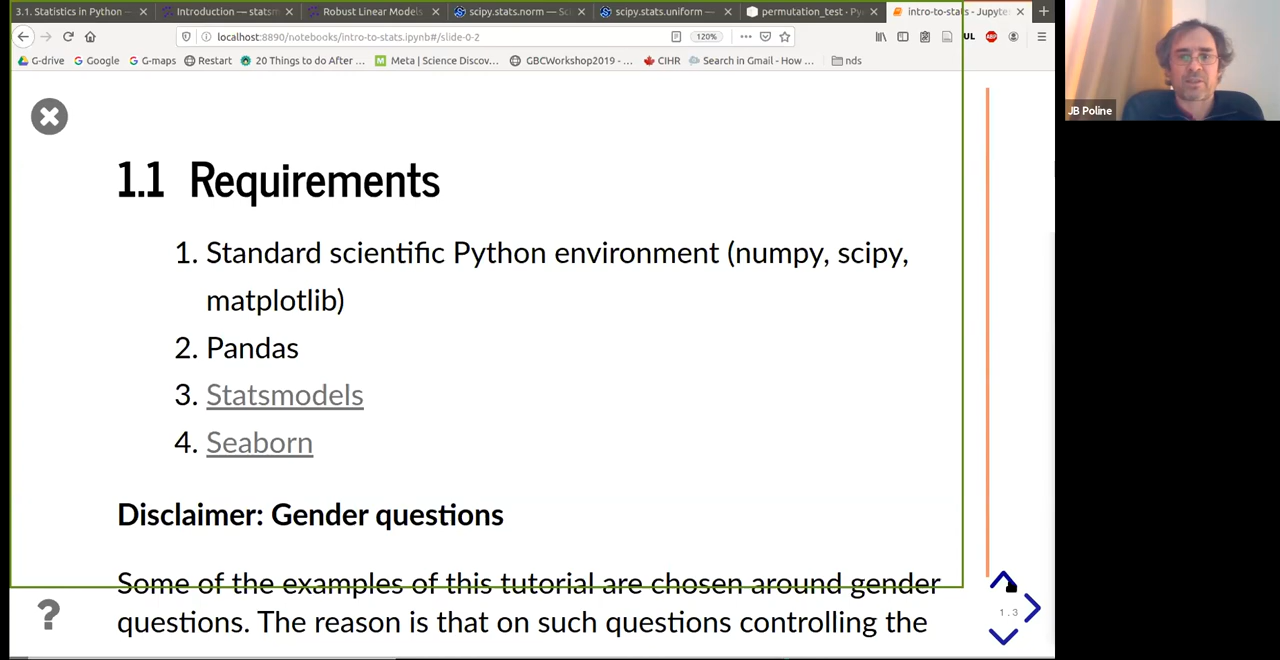 3.1. Statistics in Python —
Introduction — statsm
Robust Linear Models
scipy.stats.norm — Sc
scipy.stats.uniform —
permutation_test - Py
intro-to-stats - Jupyte
localhost:8890/notebooks/intro-to-stats.ipynb#/slide-0-2
120%
UL
ABP
G-drive
Google
G-maps
Restart
20 Things to do After ...
Meta | Science Discov...
GBCWorkshop2019 - ...
CIHR
Search in Gmail - How ...
nds
JB Poline
1.1 Requirements
1. Standard scientific Python environment (numpy, scipy,
matplotlib)
2. Pandas
3. Statsmodels
4. Seaborn
Disclaimer: Gender questions
Some of the examples of this tutorial are chosen around gender
questions. The reason is that on such questions controlling the
?
1.3